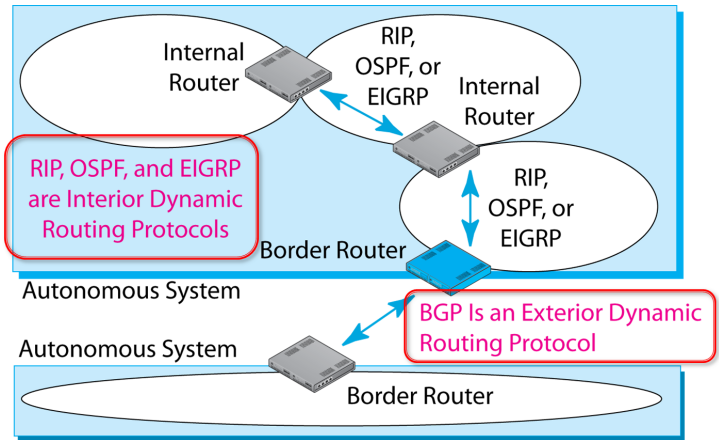 Internal
Router
RIP,
OSPF, or
EIGRP
Internal
Router
RIP, OSPF, and EIGRP
are Interior Dynamic
Routing Protocols
RIP,
OSPF, or
EIGRP
Border Router
Autonomous System
BGP Is an Exterior Dynamic
Routing Protocol
Autonomous System
Border Router